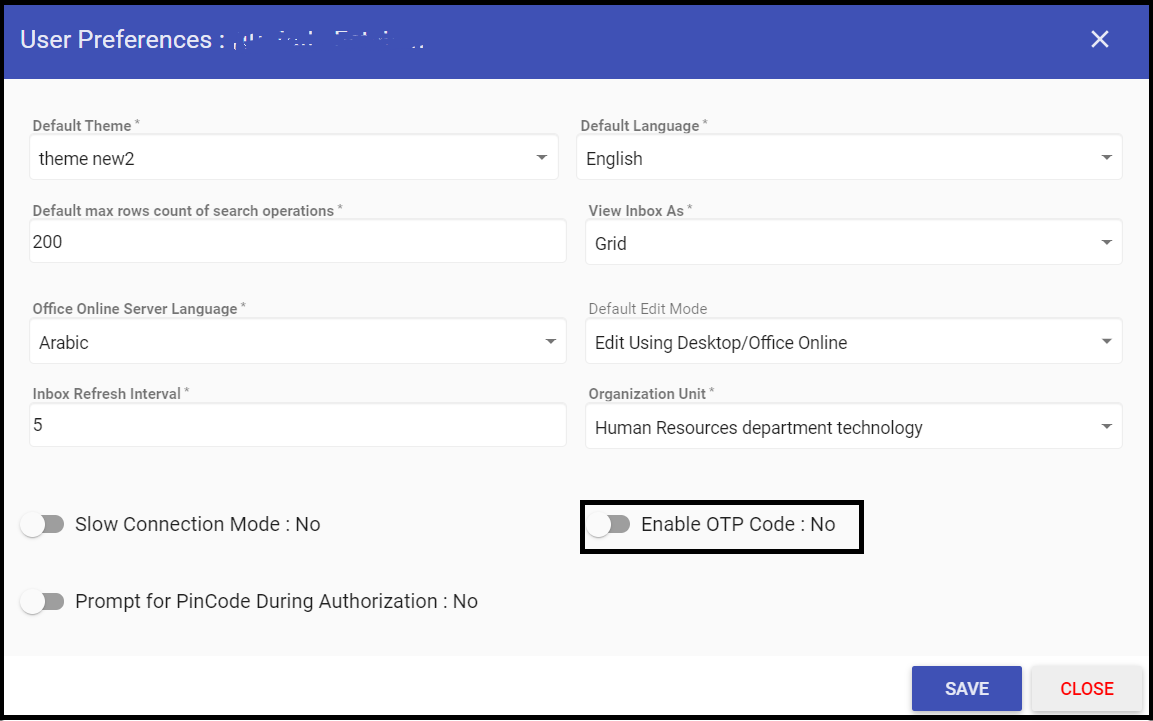 User Preferences :
Default Theme *
Default Language *
theme new2
English
Default max rows count of search operations *
View Inbox As *
200
Grid
Office Online Server Language *
Default Edit Mode
Arabic
Edit Using Desktop/Office Online
Inbox Refresh Interval *
Organization Unit *
5
Human Resources department technology
Slow Connection Mode : No
Enable OTP Code : No
Prompt for PinCode During Authorization : No
SAVE
CLOSE